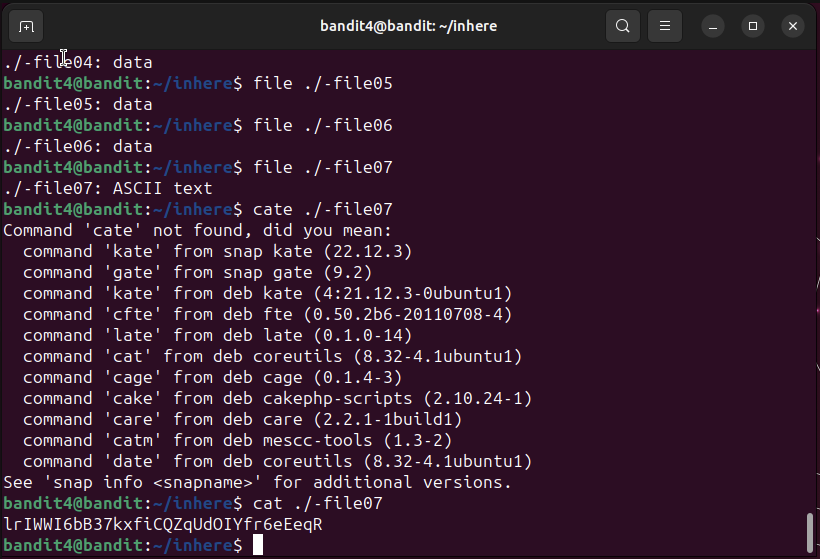 bandit4@bandit: ~/inhere
./-file04: data
bandit4@bandit:~/inhere$ file ./-file05
./-file05: data
bandit4@bandit:~/inhere$ file ./-file06
./-file06: data
bandit4@bandit:~/inhere$ file ./-file07
./-file07: ASCII text
bandit4@bandit:~/inhere$ cate ./-file07
Command 'cate' not found, did you mean:
  command 'kate' from snap kate (22.12.3)
  command 'gate' from snap gate (9.2)
  command 'kate' from deb kate (4:21.12.3-0ubuntu1)
  command 'cfte' from deb fte (0.50.2b6-20110708-4)
  command 'late' from deb late (0.1.0-14)
  command 'cat' from deb coreutils (8.32-4.1ubuntu1)
  command 'cage' from deb cage (0.1.4-3)
  command 'cake' from deb cakephp-scripts (2.10.24-1)
  command 'care' from deb care (2.2.1-1build1)
  command 'catm' from deb mescc-tools (1.3-2)
  command 'date' from deb coreutils (8.32-4.1ubuntu1)
See 'snap info <snapname>' for additional versions.
bandit4@bandit:~/inhere$ cat ./-file07
lrIWWI6bB37kxfiCQZqUdOIYfr6eEeqR
bandit4@bandit:~/inhere$